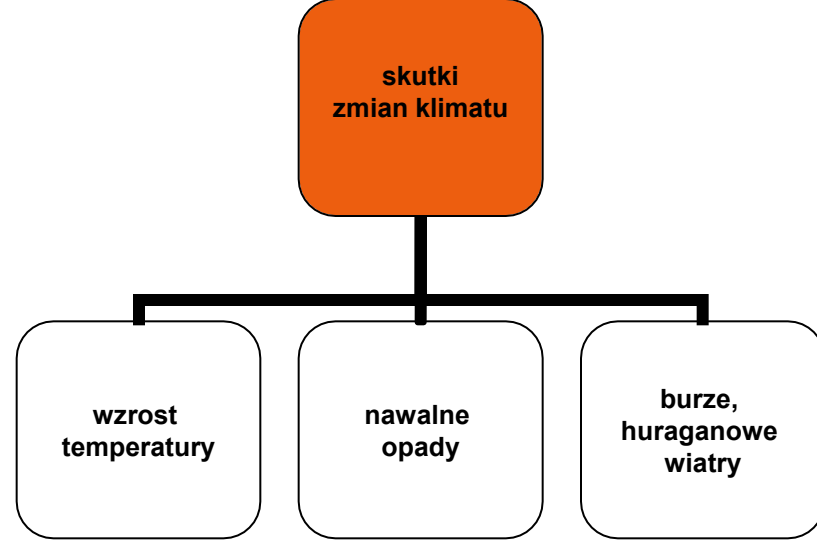 skutki
zmian klimatu
wzrost
temperatury
nawalne
opady
burze,
huraganowe
wiatry